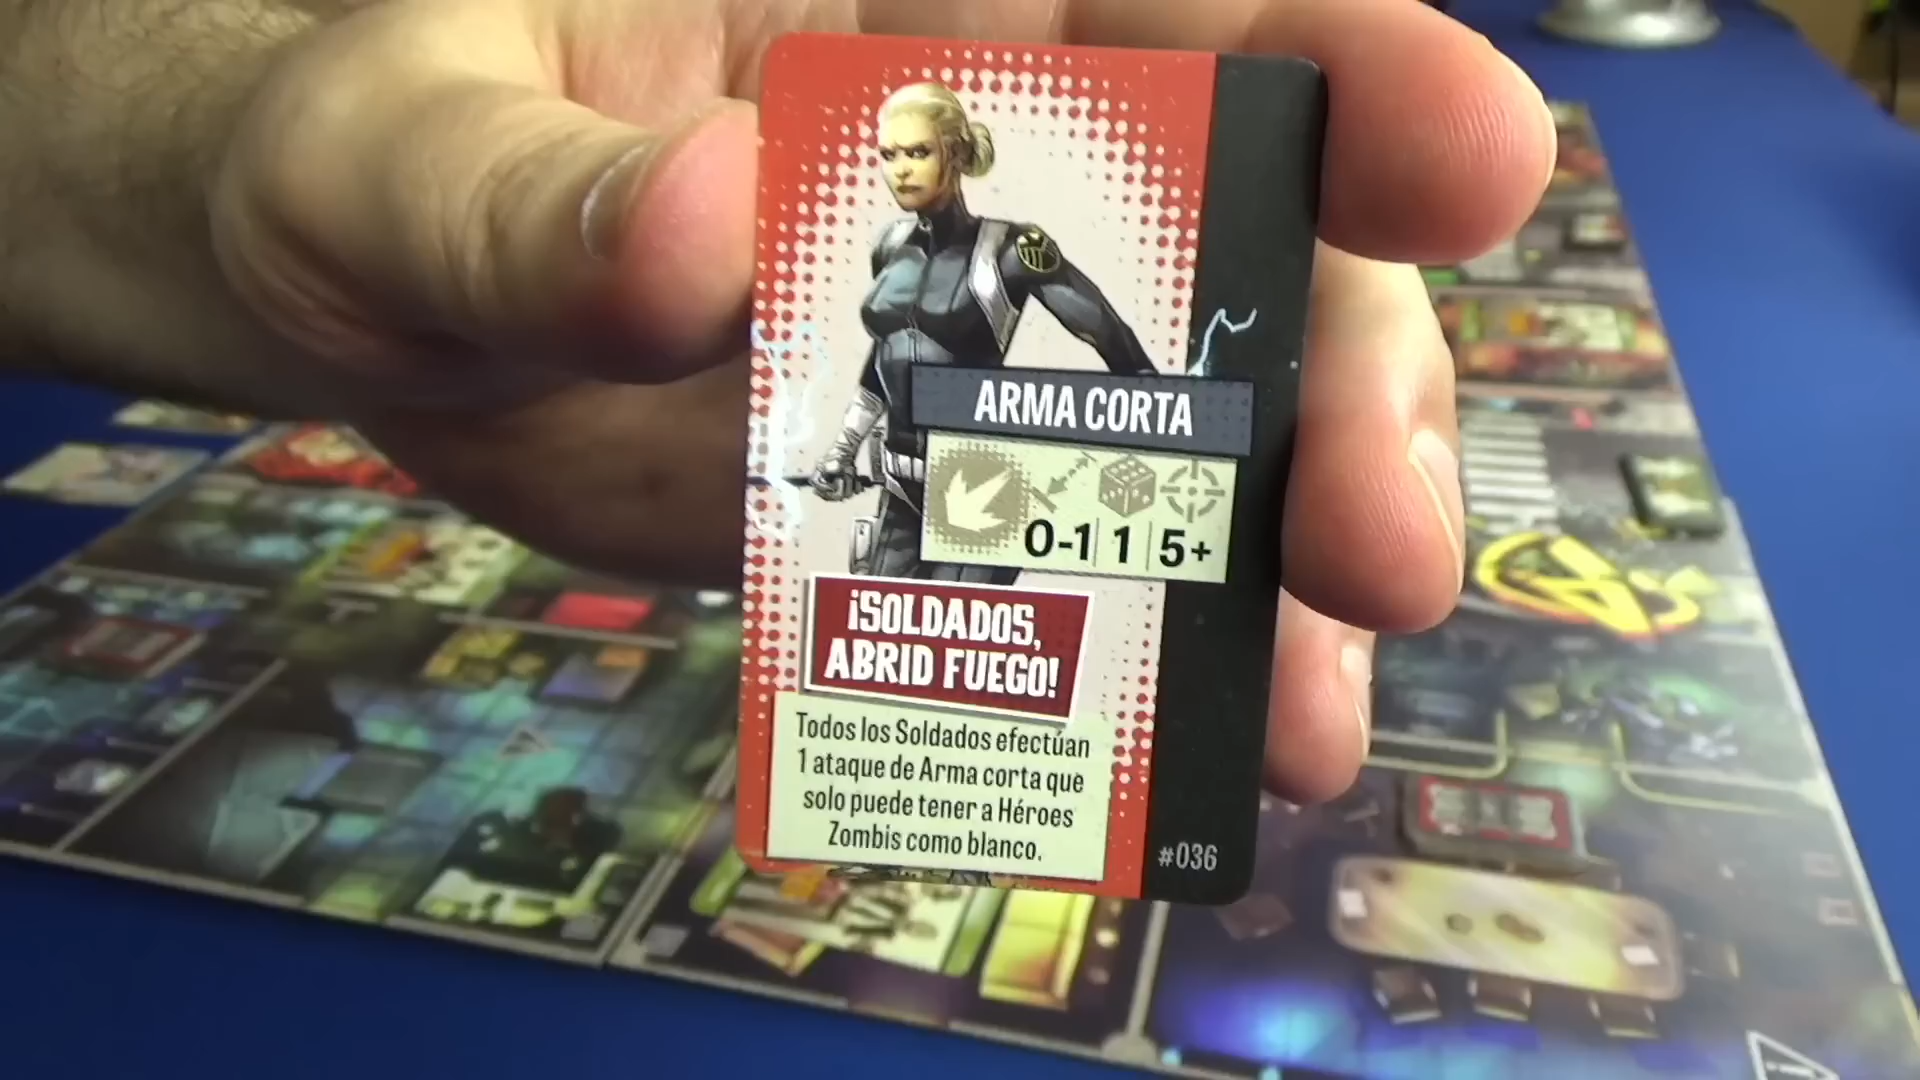 ARMA CORTA
0-1 1 5+
¡SOLDADOS,
ABRID FUEGO!
Todos los Soldados efectúan
1 ataque de Arma corta que
solo puede tener a Héroes
Zombis como blanco.
#036